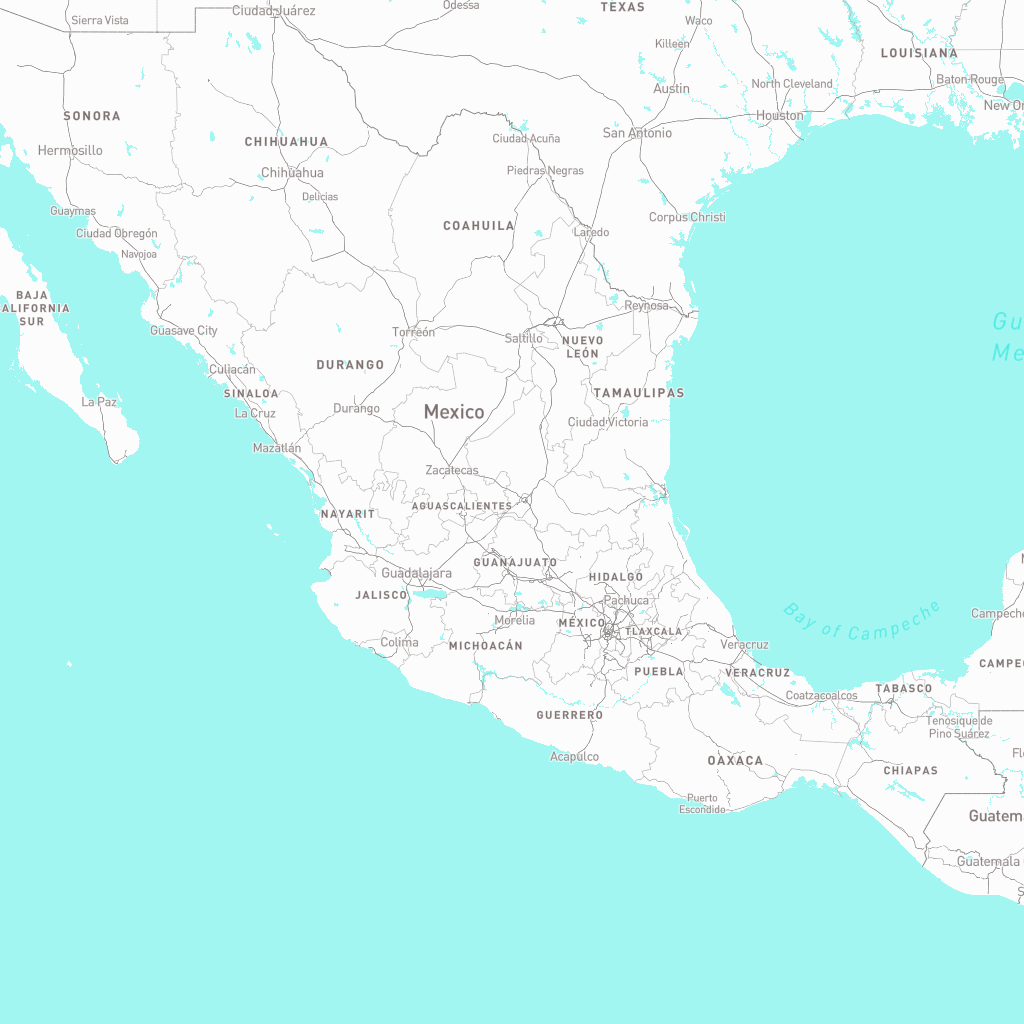 Ciudad Juárez
Odessa
TEXAS
Sierra Vista
Waco
Killeen
LOUISIANA
Baton-Rouge
North Cleveland
Austin
New Or
Houston
SONORA
San Antonio
CHIHUAHUA
Ciudad Acuña
Hermosillo
Chihuahua
Piedras Negras
Delicias
Guaymas
Corpus Christi
COAHUILA
Ciudad Obregón
Laredo
Navojoa
BAJA
ALIFORNIA
SUR
Reynosa
Gu
Me
Guasave City
Torreón
Saltillo
NUEVO
LEÓN
DURANGO
Culiacán
SINALOA
TAMAULIPAS
La Paz
La Cruz
Durango
Mexico
Ciudad Victoria
Mazatlán
Zacatecas
AGUASCALIENTES
NAYARIT
GUANAJUATO
Guadalajara
HIDALGO
JALISCO
Pachuca
Bay of Campeche
Campeche
Morelia
MÉXICO
TLAXCALA
Colima
MICHOACÁN
Veracruz
CAMPEC
PUEBLA
VERACRUZ
TABASCO
Coatzacoalcos
GUERRERO
Tenosique de
Pino Suárez
Acapulco
OAXACA
Flo
CHIAPAS
Puerto
Escondido
Guatema
Guatemala
S